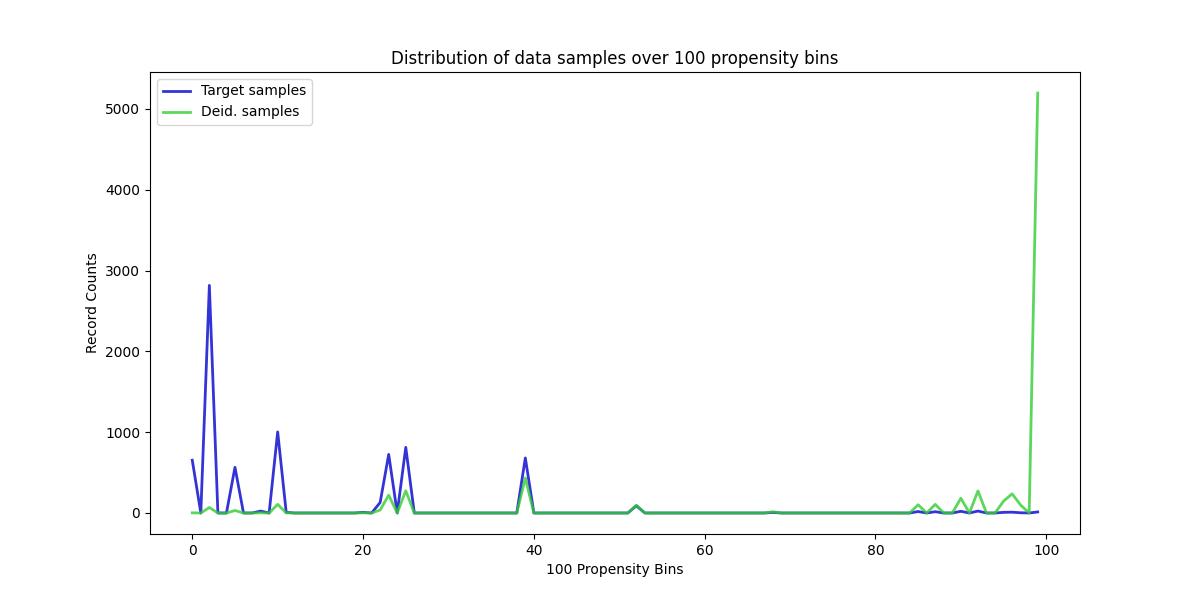 Distribution of data samples over 100 propensity bins
Target samples
Deid. samples
5000
4000
3000
2000
1000
0
Record Counts
0 20 40 60 80 100
100 Propensity Bins